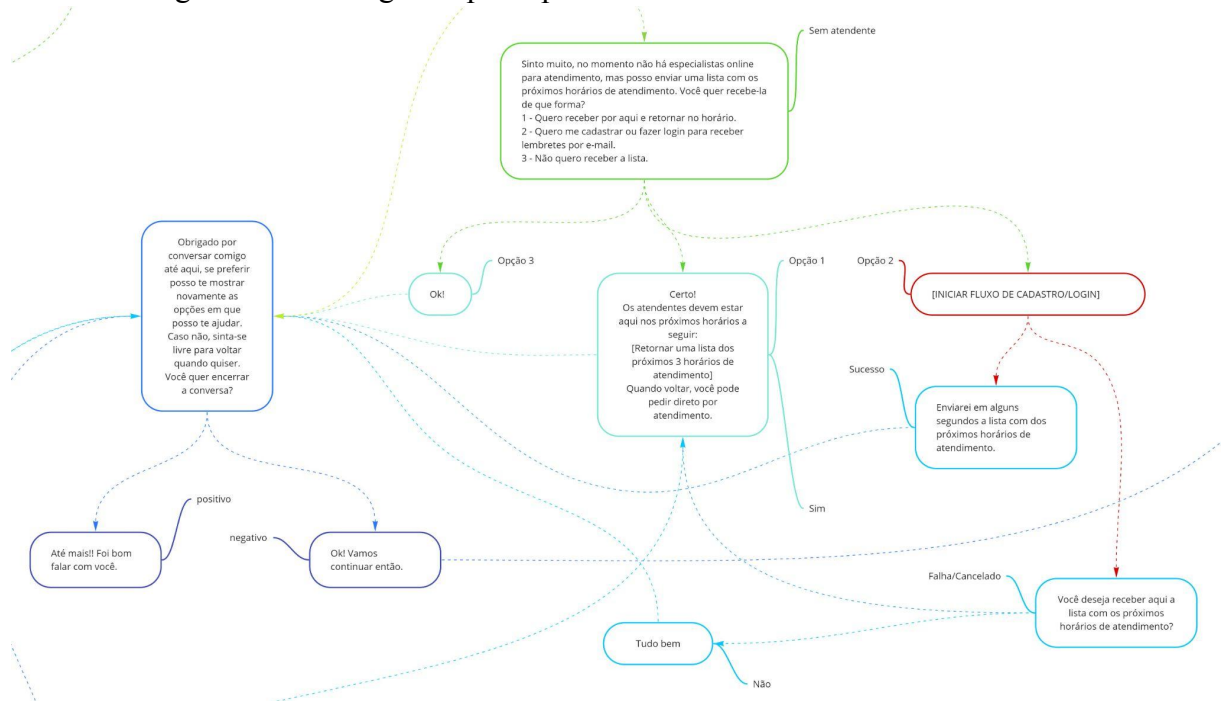 Sem atendente
Sinto muito, no momento não há especialistas online
para atendimento, mas posso enviar uma lista com os
próximos horários de atendimento. Você quer recebe-la
de que forma?
1 - Quero receber por aqui e retornar no horário.
2 - Quero me cadastrar ou fazer login para receber
lembretes por e-mail.
3 - Não quero receber a lista.
Obrigado por
conversar comigo
até aqui, se preferir
posso te mostrar
novamente as
opções em que
posso te ajudar.
Caso não, sinta-se
livre para voltar
quando quiser.
Você quer encerrar
a conversa?
Opção 3
Ok!
Opção 1
Certo!
Os atendentes devem estar
aqui nos próximos horários a
seguir:
[Retornar uma lista dos
próximos 3 horários de
atendimento]
Quando voltar, você pode
pedir direto por
atendimento.
Sim
Opção 2
[INICIAR FLUXO DE CADASTRO/LOGIN]
Sucesso
Enviarei em alguns
segundos a lista com dos
próximos horários de
atendimento.
positivo
Até mais!! Foi bom
falar com você.
negativo
Ok! Vamos
continuar então.
Falha/Cancelado
Você deseja receber aqui a
lista com os próximos
horários de atendimento?
Tudo bem
Não